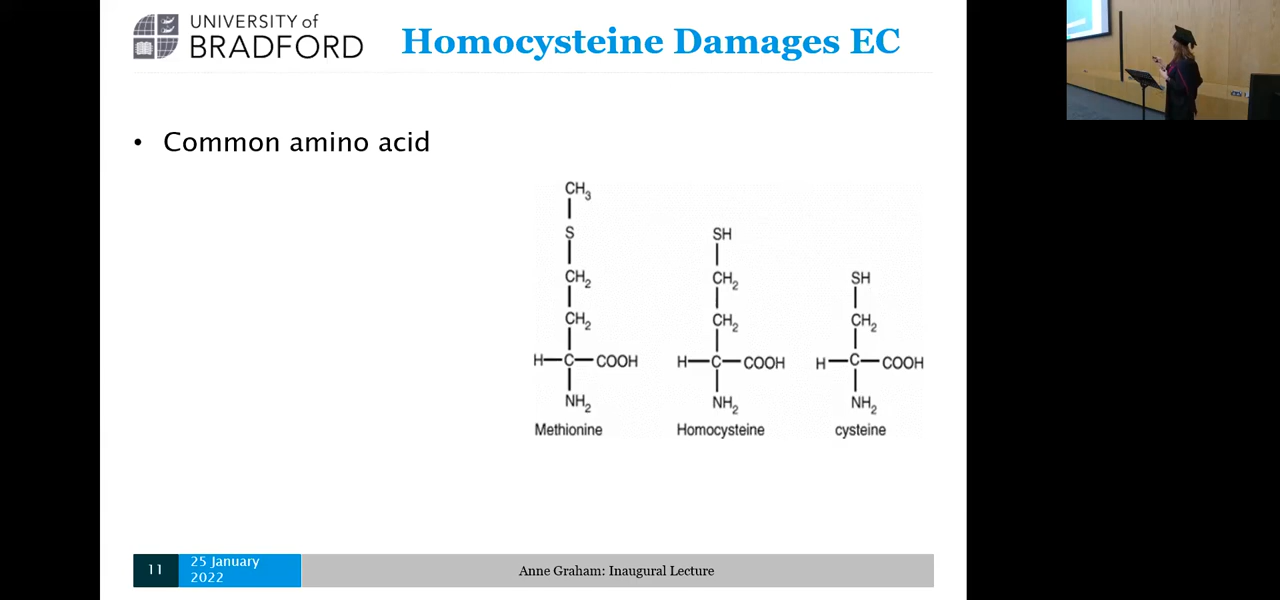 UNIVERSITY of
BRADFORD
Homocysteine Damages EC
• Common amino acid
CH3
S
CH2
CH2
H C COOH
NH2
Methionine
SH
CH2
CH2
H C COOH
NH2
Homocysteine
SH
CH2
H C COOH
NH2
cysteine
11
25 January
2022
Anne Graham: Inaugural Lecture